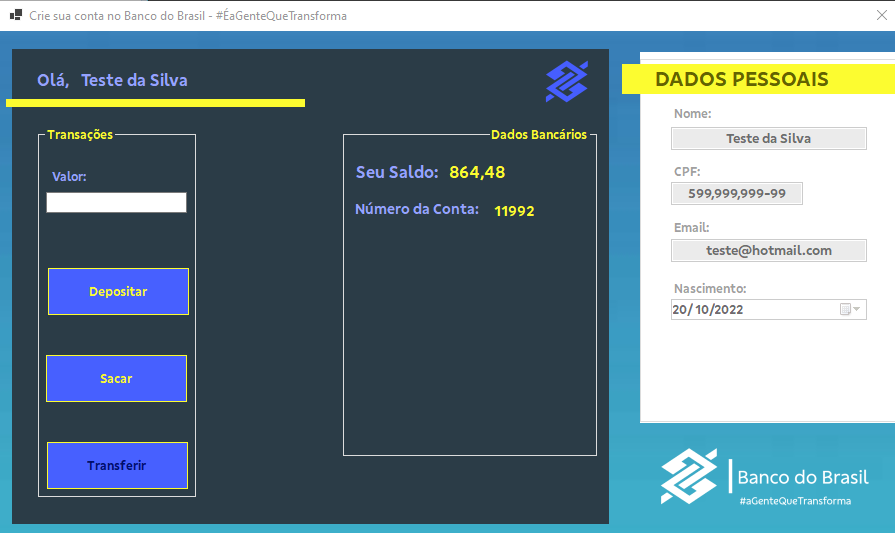 Crie sua conta no Banco do Brasil - #ÉaGenteQueTransforma
Olá, Teste da Silva
Transações
Valor:
Depositar
Sacar
Transferir
Dados Bancários
Seu Saldo: 864,48
Número da Conta: 11992
DADOS PESSOAIS
Nome:
Teste da Silva
CPF:
599,999,999-99
Email:
teste@hotmail.com
Nascimento:
20/ 10/2022
Banco do Brasil
#aGenteQueTransforma